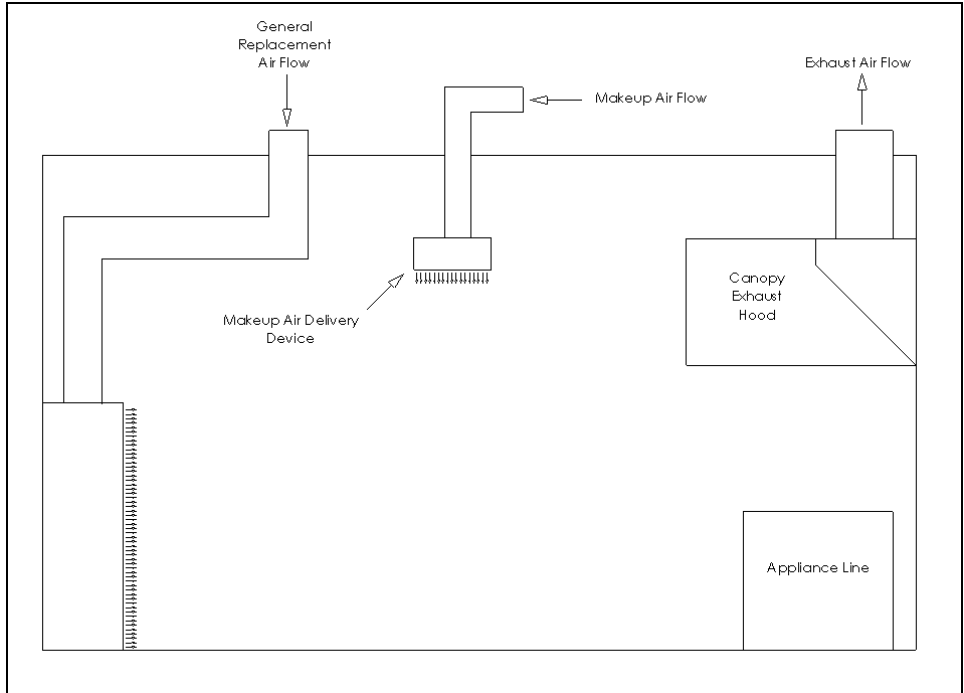 General
Replacement
Air Flow
Exhaust Air Flow
Makeup Air Flow
Canopy
Exhaust
Hood
Makeup Air Delivery
Device
Appliance Line